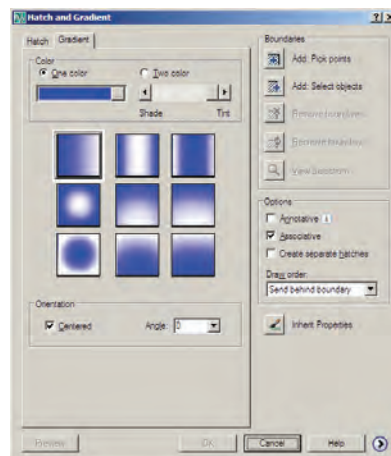 Hatch and Gradient
Hatch
Gradient
Color
One color
Two color
Shade
Tint
Orientation
Centered
Angle:
0
Boundaries
Add: Pick points
Add: Select objects
Remove boundaries
Recreate boundary
View Selections
Options
Annotative
Associative
Create separate hatches
Draw order:
Send behind boundary
Inherit Properties
Preview
OK
Cancel
Help